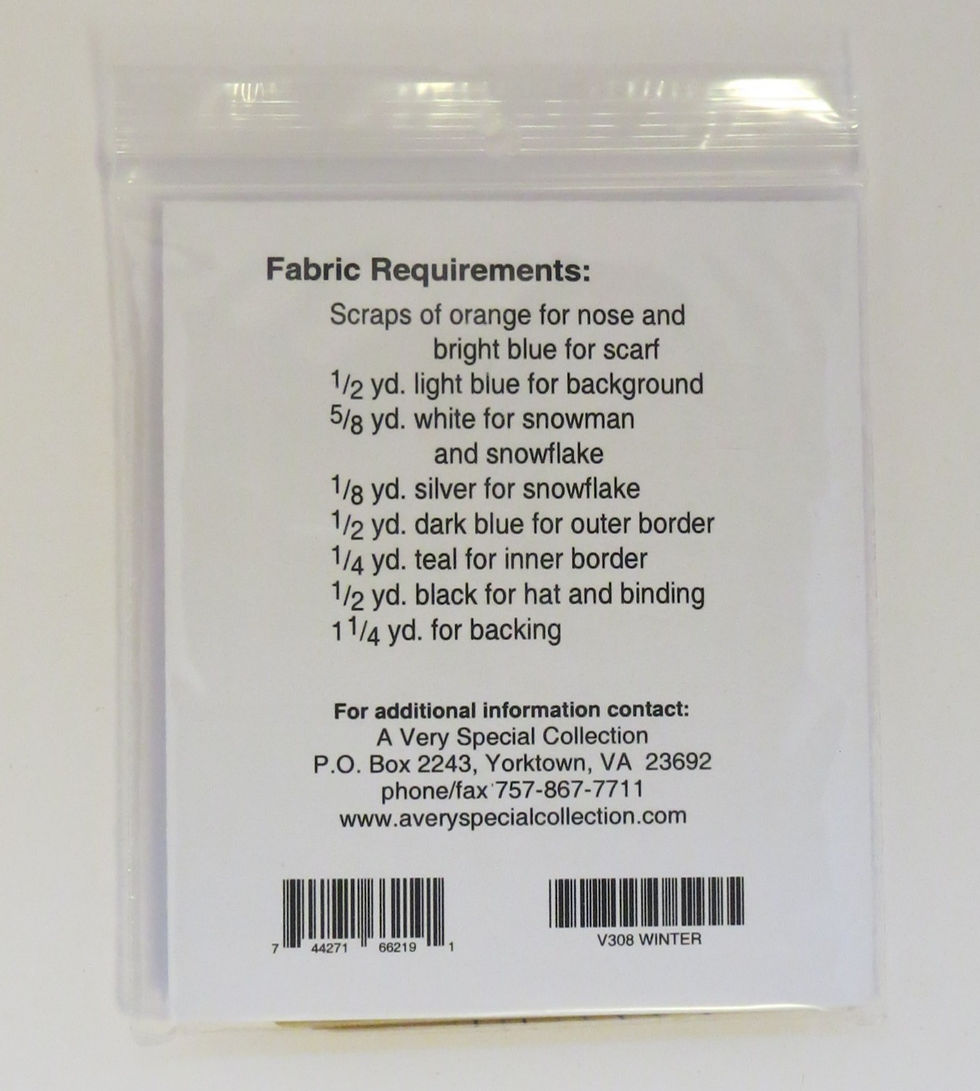 Fabric Requirements:
Scraps of orange for nose and
bright blue for scarf
1/2 yd. light blue for background
5/8 yd. white for snowman
and snowflake
1/8 yd. silver for snowflake
1/2 yd. dark blue for outer border
1/4 yd. teal for inner border
1/2 yd. black for hat and binding
1 1/4 yd. for backing
For additional information contact:
A Very Special Collection
P.O. Box 2243, Yorktown, VA 23692
phone/fax 757-867-7711
www.averyspecialcollection.com
7 44271 66219 1
V308 WINTER